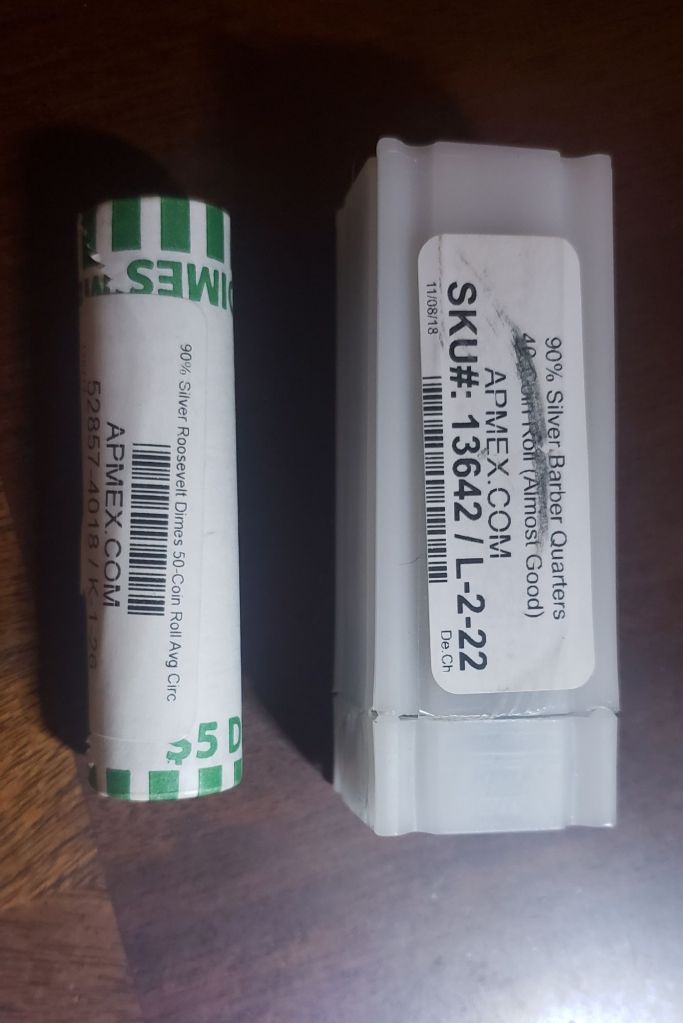 DIMES
90% Silver Roosevelt Dimes 50-Coin Roll Avg Circ
APMEX.COM
52857-4018 / K-1-26
$5 D
90% Silver Barber Quarters
40-Coin Roll (Almost Good)
APMEX.COM
SKU#: 13642 / L-2-22
11/08/18
De.Ch